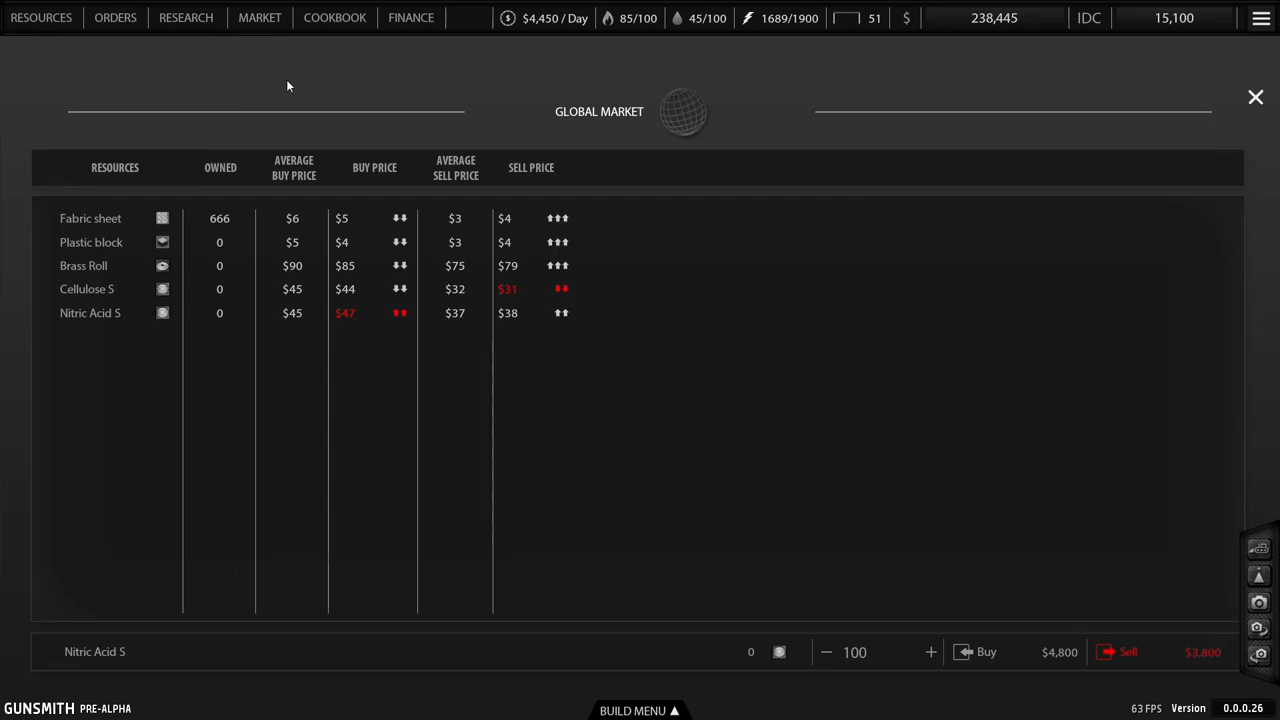 RESOURCES ORDERS RESEARCH MARKET COOKBOOK FINANCE $ $4,450 / Day 85/100 45/100 1689/1900 51 $ 238,445 IDC 15,100
GLOBAL MARKET
RESOURCES OWNED AVERAGE BUY PRICE BUY PRICE AVERAGE SELL PRICE SELL PRICE
Fabric sheet 666 $6 $5 $3 $4
Plastic block 0 $5 $4 $3 $4
Brass Roll 0 $90 $85 $75 $79
Cellulose S 0 $45 $44 $32 $31
Nitric Acid S 0 $45 $47 $37 $38
Nitric Acid S 0 100 Buy $4,800 Sell $3,800
GUNSMITH PRE-ALPHA BUILD MENU 63 FPS Version 0.0.0.26